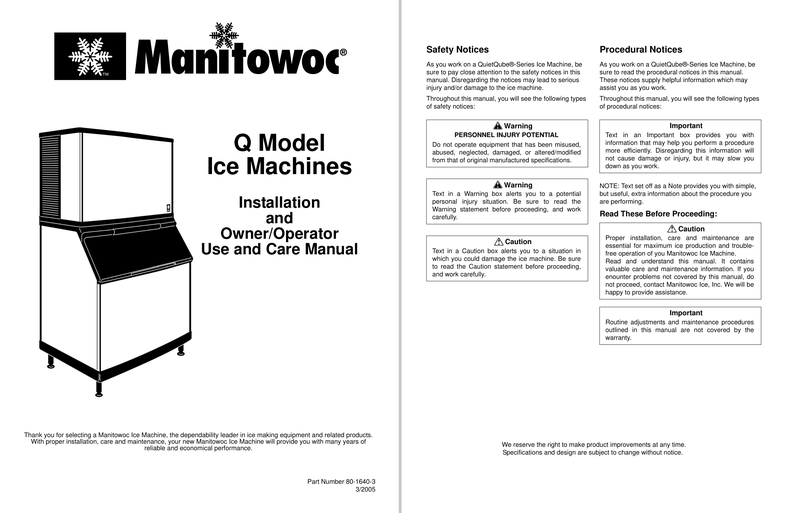 Manitowoc®
TM
Q Model
Ice Machines
Installation
and
Owner/Operator
Use and Care Manual
Thank you for selecting a Manitowoc Ice Machine, the dependability leader in ice making equipment and related products.
With proper installation, care and maintenance, your new Manitowoc Ice Machine will provide you with many years of
reliable and economical performance.
Part Number 80-1640-3
3/2005
Safety Notices
As you work on a QuietQube®-Series Ice Machine, be
sure to pay close attention to the safety notices in this
manual. Disregarding the notices may lead to serious
injury and/or damage to the ice machine.
Throughout this manual, you will see the following types
of safety notices:
Warning
PERSONNEL INJURY POTENTIAL
Do not operate equipment that has been misused,
abused, neglected, damaged, or altered/modified
from that of original manufactured specifications.
Warning
Text in a Warning box alerts you to a potential
personal injury situation. Be sure to read the
Warning statement before proceeding, and work
carefully.
Caution
Text in a Caution box alerts you to a situation in
which you could damage the ice machine. Be sure
to read the Caution statement before proceeding,
and work carefully.
Procedural Notices
As you work on a QuietQube®-Series Ice Machine, be
sure to read the procedural notices in this manual.
These notices supply helpful information which may
assist you as you work.
Throughout this manual, you will see the following types
of procedural notices:
Important
Text in an Important box provides you with
information that may help you perform a procedure
more efficiently. Disregarding this information will
not cause damage or injury, but it may slow you
down as you work.
NOTE: Text set off as a Note provides you with simple,
but useful, extra information about the procedure you
are performing.
Read These Before Proceeding:
Caution
Proper installation, care and maintenance are
essential for maximum ice production and trouble-
free operation of you Manitowoc Ice Machine.
Read and understand this manual. It contains
valuable care and maintenance information. If you
enounter problems not covered by this manual, do
not proceed, contact Manitowoc Ice, Inc. We will be
happy to provide assistance.
Important
Routine adjustments and maintenance procedures
outlined in this manual are not covered by the
warranty.
We reserve the right to make product improvements at any time.
Specifications and design are subject to change without notice.